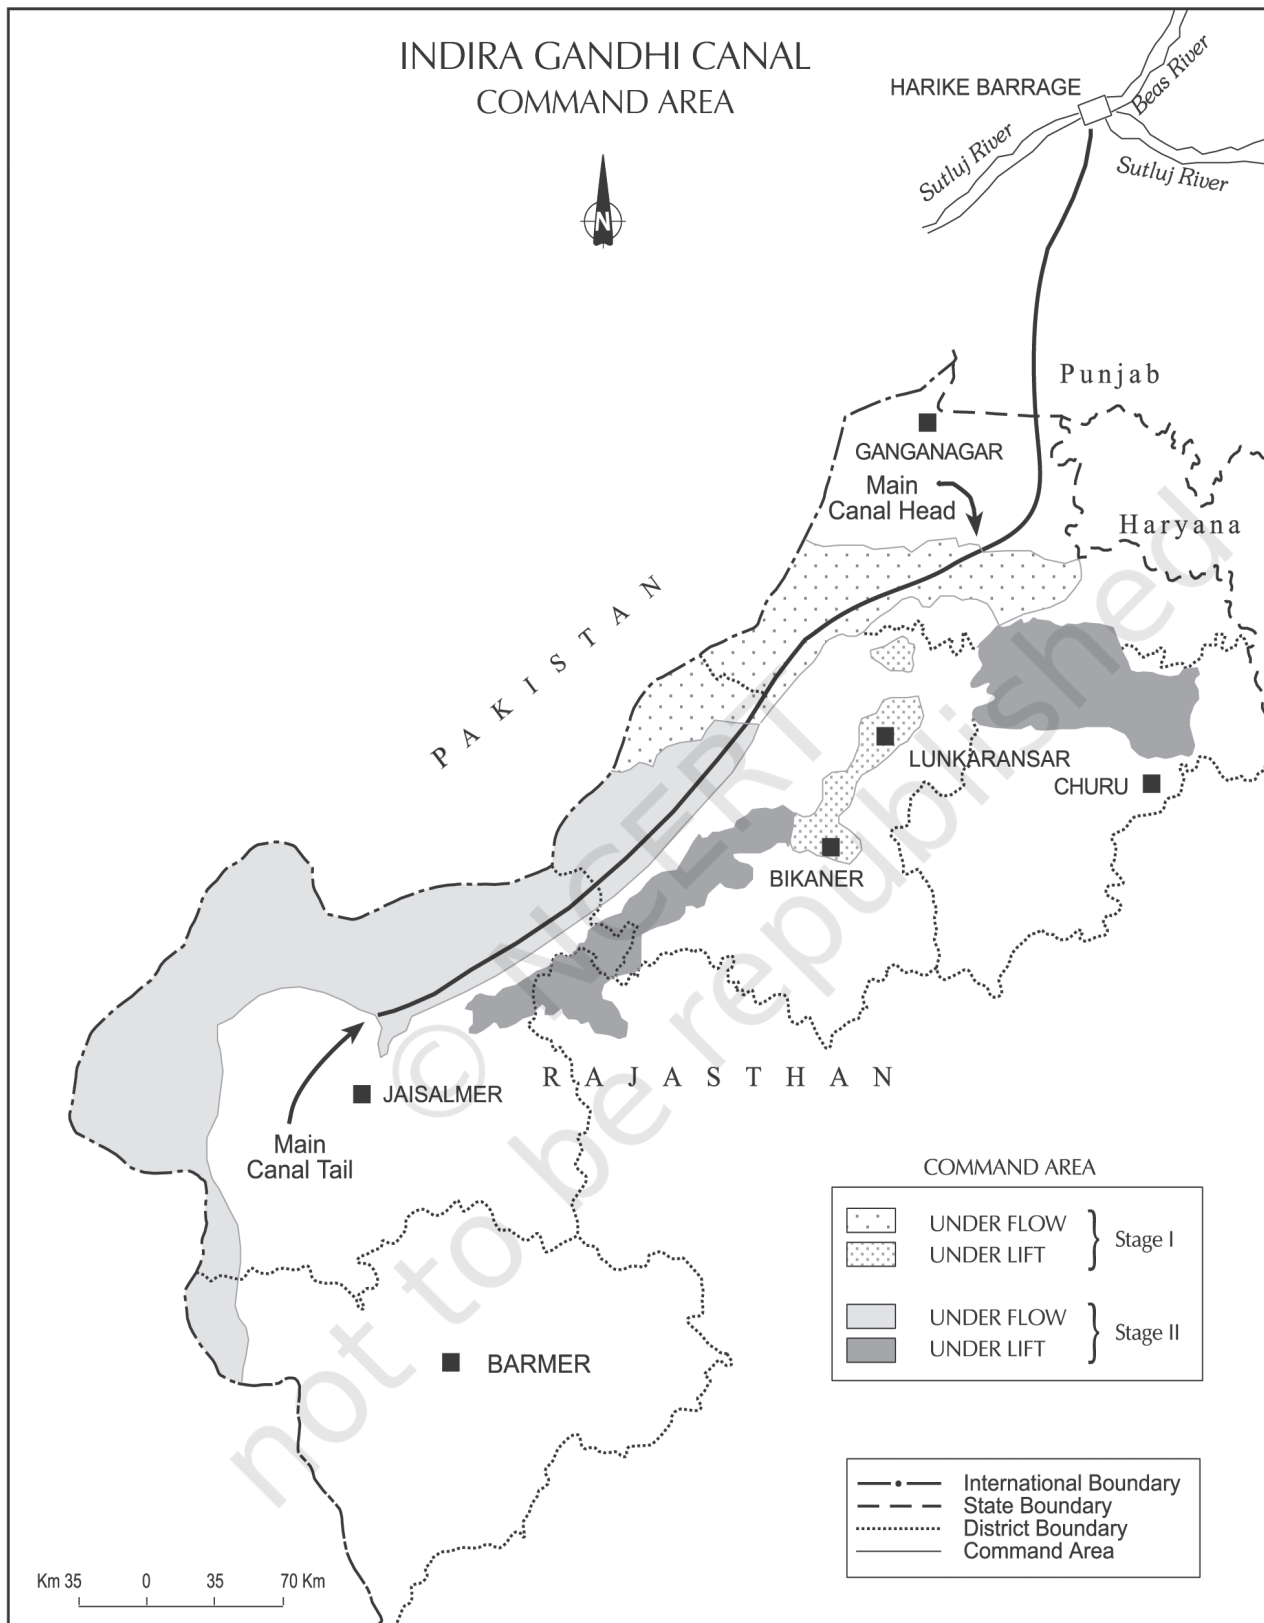 INDIRA GANDHI CANAL
COMMAND AREA
HARIKE BARRAGE
Beas River
Sutluj River
Sutluj River
N
Punjab
GANGANAGAR
Main
Canal Head
Haryana
PAKISTAN
LUNKARANSAR
CHURU
BIKANER
RAJASTHAN
JAISALMER
Main
Canal Tail
BARMER
COMMAND AREA
UNDER FLOW
UNDER LIFT
Stage I
UNDER FLOW
UNDER LIFT
Stage II
International Boundary
State Boundary
District Boundary
Command Area
Km 35 0 35 70 Km
© NCERT
not to be republished